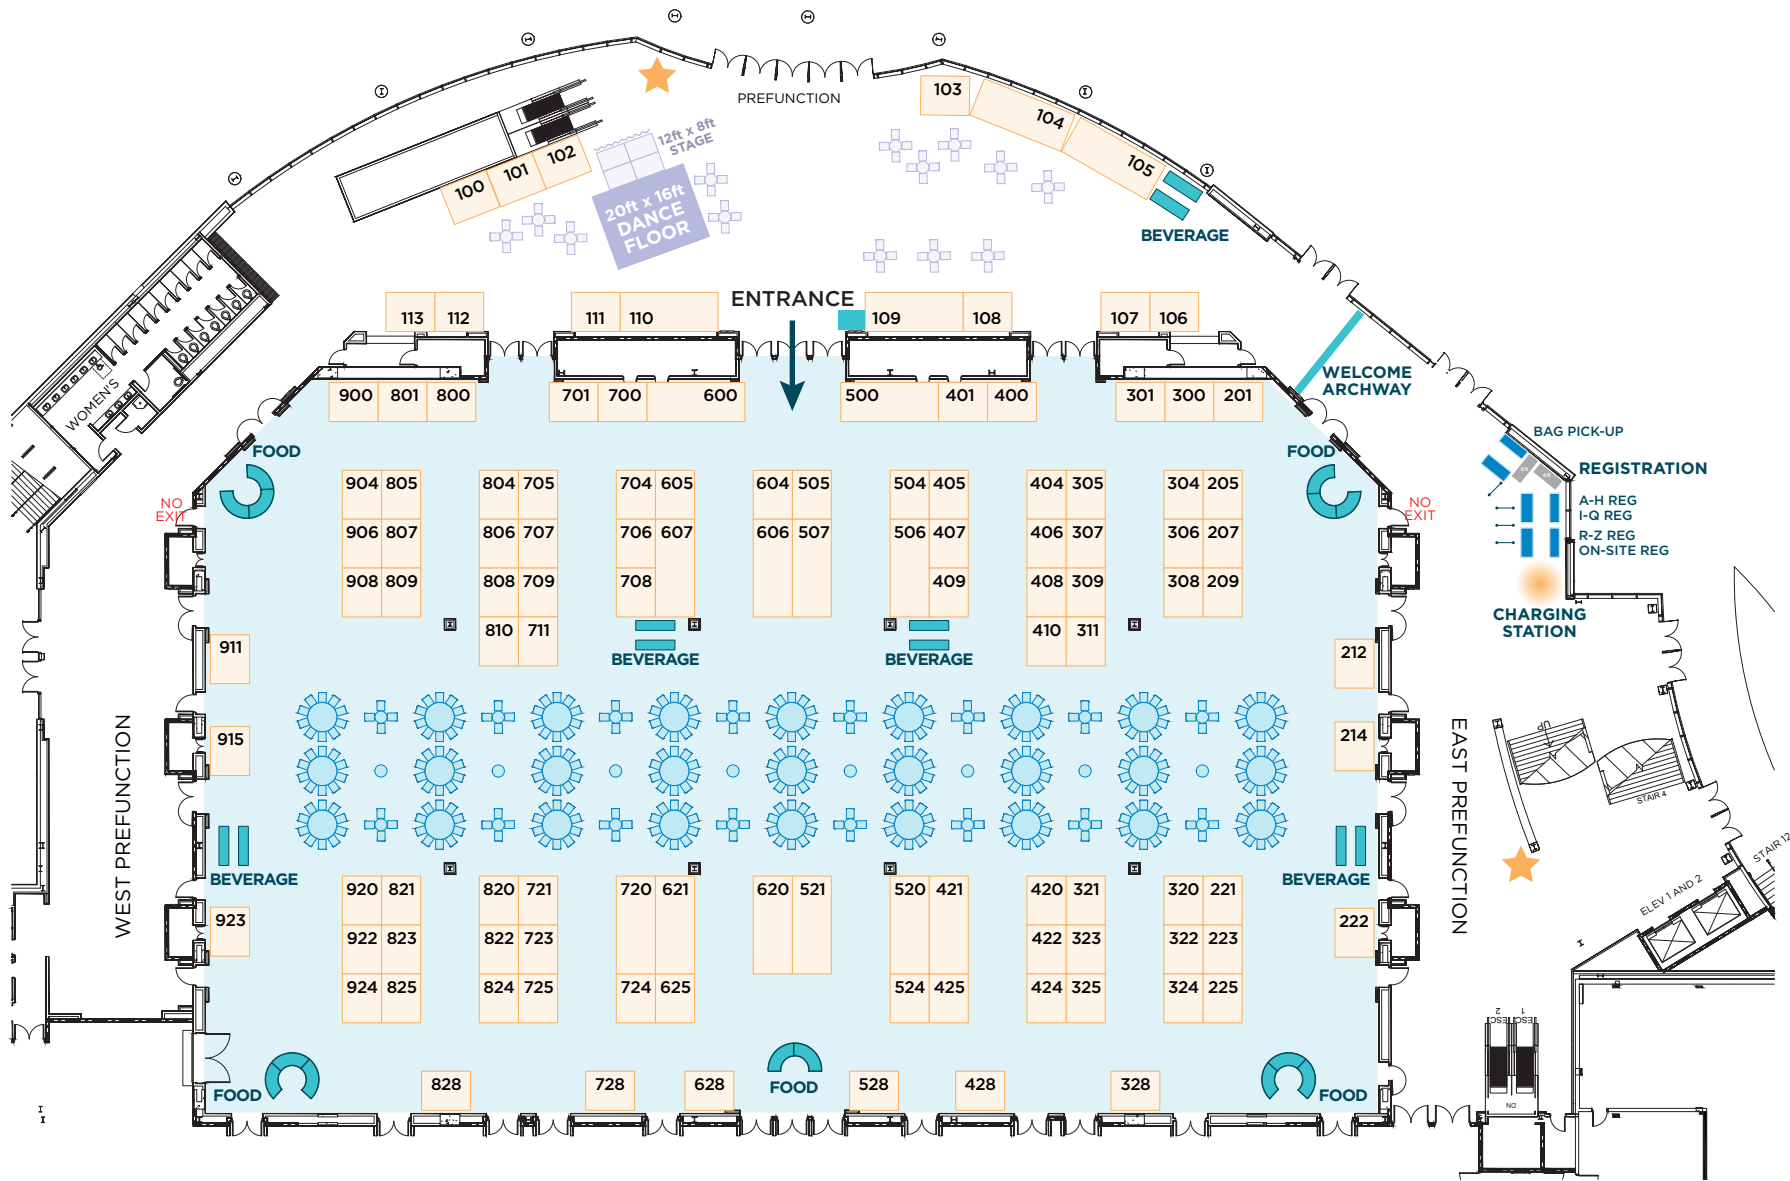 PREFUNCTION
103
104
105
12ft x 8ft
STAGE
102
101
100
20ft x 16ft
DANCE
FLOOR
BEVERAGE
ENTRANCE
113 112
111 110
109 108
107 106
WELCOME
ARCHWAY
WOMEN'S
900 801 800
701 700 600
500 401 400
301 300 201
BAG PICK-UP
REGISTRATION
A-H REG
I-Q REG
R-Z REG
ON-SITE REG
CHARGING
STATION
FOOD
FOOD
NO
EXIT
NO
EXIT
904 805 804 705 704 605 604 505 504 405 404 305 304 205
906 807 806 707 706 607 606 507 506 407 406 307 306 207
908 809 808 709 708 409 408 309 308 209
810 711 410 311
911
212
BEVERAGE
BEVERAGE
915
214
WEST PREFUNCTION
EAST PREFUNCTION
UP
STAIR 4
STAIR 12
ELEV 1 AND 2
BEVERAGE
BEVERAGE
920 821 820 721 720 621 620 521 520 421 420 321 320 221
923
222
922 823 822 723 422 323 322 223
924 825 824 725 724 625 524 425 424 325 324 225
ESC
2
ESC
1
DN
FOOD
FOOD
FOOD
828 728 628 528 428 328